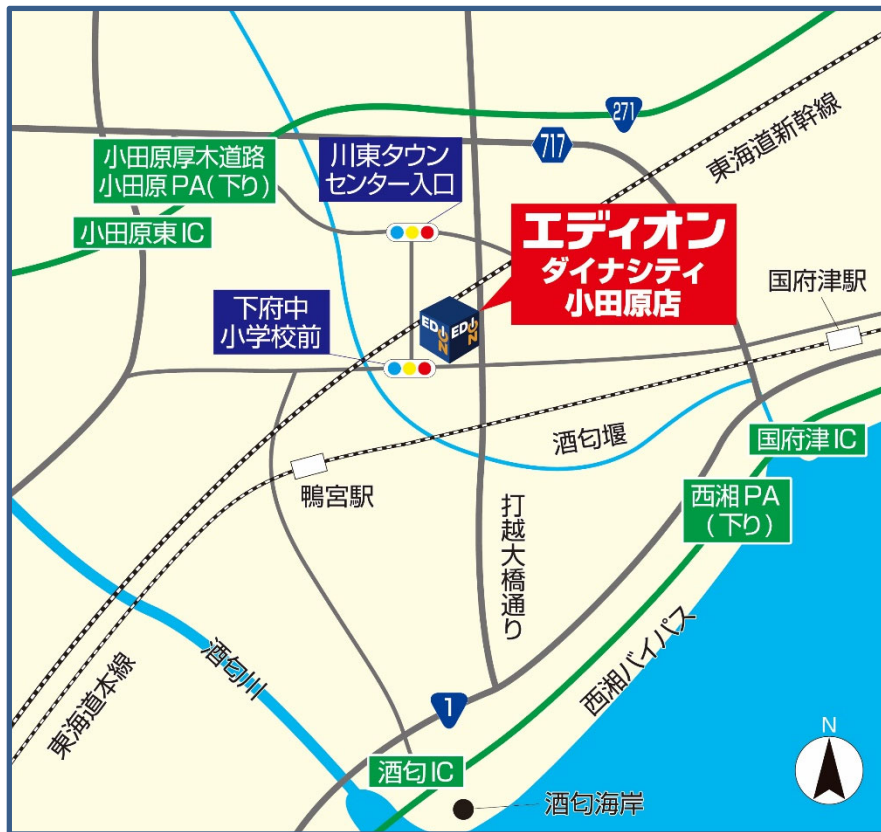 271
717
東海道新幹線
小田原厚木道路
小田原PA(下り)
川東タウン
センター入口
小田原東IC
エディオン
ダイナシティ
小田原店
国府津駅
下府中
小学校前
EDION
EDION
酒匂堰
国府津IC
鴨宮駅
西湘PA
(下り)
打越大橋通り
酒匂川
東海道本線
西湘バイパス
1
酒匂IC
酒匂海岸
N